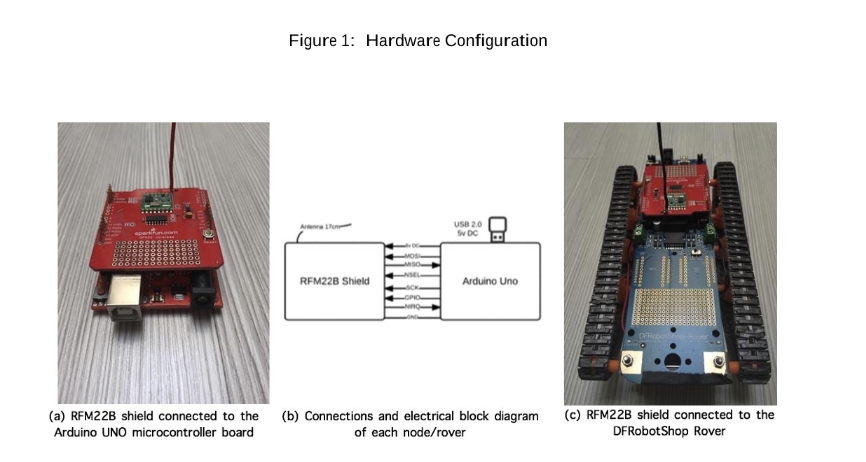 Figure 1: Hardware Configuration
sparkfun.com
Antenna 17cm
USB 2.0
5v DC
5v DC
MOSI
MISO
NSEL
SCK
GPIO
NIRQ
GND
RFM22B Shield
Arduino Uno
DFRobotShop Rover
(a) RFM22B shield connected to the
Arduino UNO microcontroller board
(b) Connections and electrical block diagram
of each node/rover
(c) RFM22B shield connected to the
DFRobotShop Rover